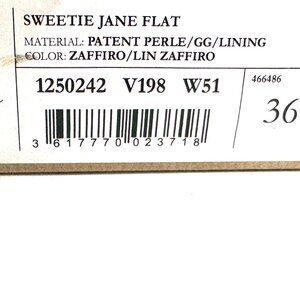 SWEETIE JANE FLAT
MATERIAL: PATENT PERLE/GG/LINING
COLOR: ZAFFIRO/LIN ZAFFIRO
1250242 V198 W51
466486
36
3 617770 023718